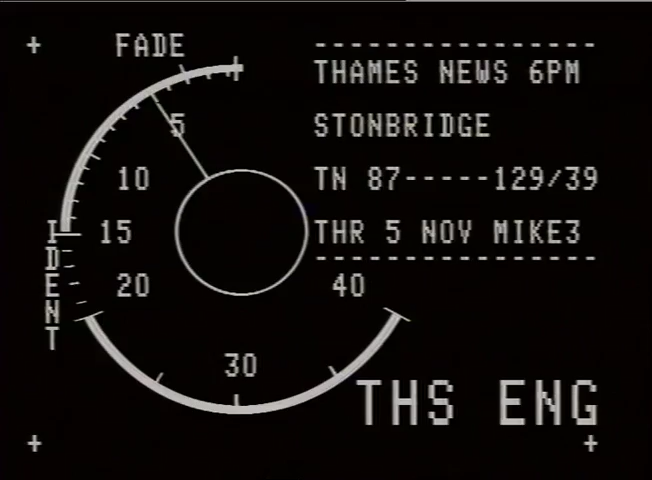 FADE
---------------
THAMES NEWS 6PM
5
STONBRIDGE
10
TN 87-----129/39
15
THR 5 NOV MIKE3
---------------
IDENT
20
40
30
THS ENG